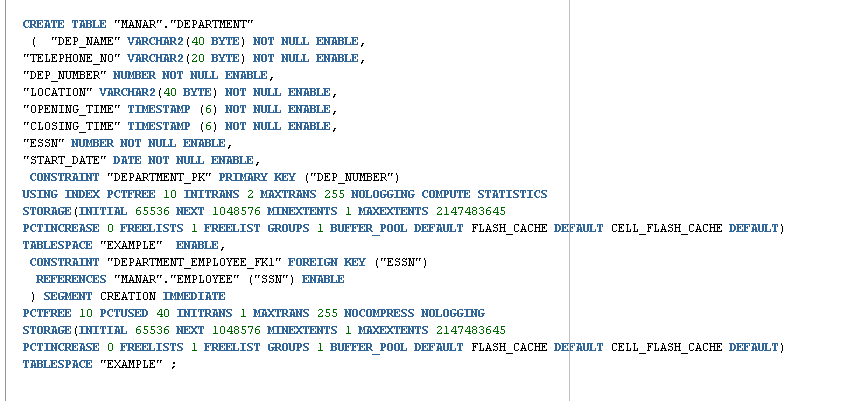 CREATE TABLE "MANAR"."DEPARTMENT"
( "DEP_NAME" VARCHAR2(40 BYTE) NOT NULL ENABLE,
"TELEPHONE_NO" VARCHAR2(20 BYTE) NOT NULL ENABLE,
"DEP_NUMBER" NUMBER NOT NULL ENABLE,
"LOCATION" VARCHAR2(40 BYTE) NOT NULL ENABLE,
"OPENING_TIME" TIMESTAMP (6) NOT NULL ENABLE,
"CLOSING_TIME" TIMESTAMP (6) NOT NULL ENABLE,
"ESSN" NUMBER NOT NULL ENABLE,
"START_DATE" DATE NOT NULL ENABLE,
CONSTRAINT "DEPARTMENT_PK" PRIMARY KEY ("DEP_NUMBER")
USING INDEX PCTFREE 10 INITRANS 2 MAXTRANS 255 NOLOGGING COMPUTE STATISTICS
STORAGE(INITIAL 65536 NEXT 1048576 MINEXTENTS 1 MAXEXTENTS 2147483645
PCTINCREASE 0 FREELISTS 1 FREELIST GROUPS 1 BUFFER_POOL DEFAULT FLASH_CACHE DEFAULT CELL_FLASH_CACHE DEFAULT)
TABLESPACE "EXAMPLE" ENABLE,
CONSTRAINT "DEPARTMENT_EMPLOYEE_FK1" FOREIGN KEY ("ESSN")
REFERENCES "MANAR"."EMPLOYEE" ("SSN") ENABLE
) SEGMENT CREATION IMMEDIATE
PCTFREE 10 PCTUSED 40 INITRANS 1 MAXTRANS 255 NOCOMPRESS NOLOGGING
STORAGE(INITIAL 65536 NEXT 1048576 MINEXTENTS 1 MAXEXTENTS 2147483645
PCTINCREASE 0 FREELISTS 1 FREELIST GROUPS 1 BUFFER_POOL DEFAULT FLASH_CACHE DEFAULT CELL_FLASH_CACHE DEFAULT)
TABLESPACE "EXAMPLE" ;